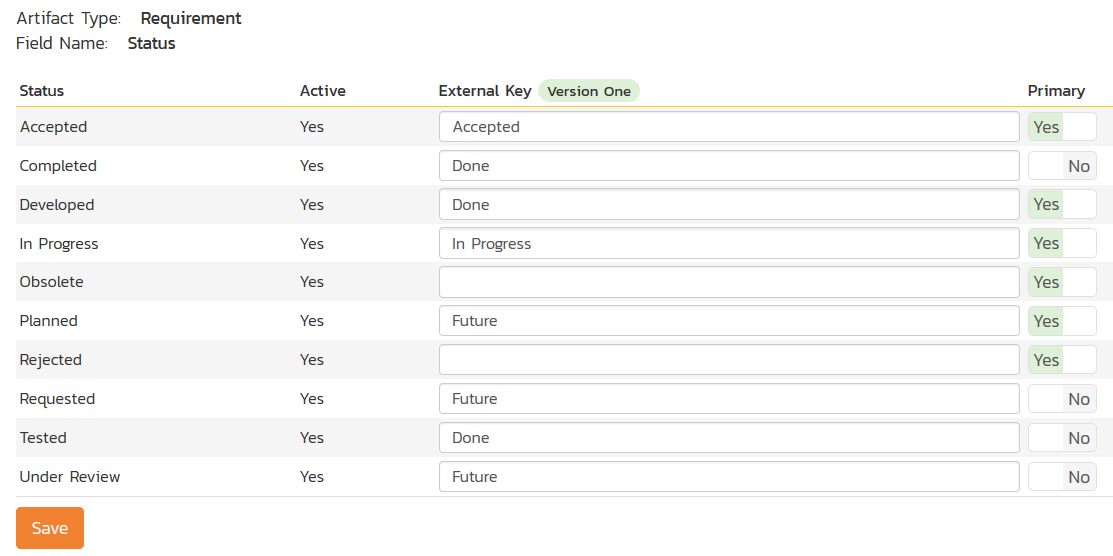 Artifact Type: Requirement
Field Name: Status
Status Active External Key Version One Primary
Accepted Yes Accepted Yes
Completed Yes Done No
Developed Yes Done Yes
In Progress Yes In Progress Yes
Obsolete Yes Yes
Planned Yes Future Yes
Rejected Yes Yes
Requested Yes Future No
Tested Yes Done No
Under Review Yes Future No
Save